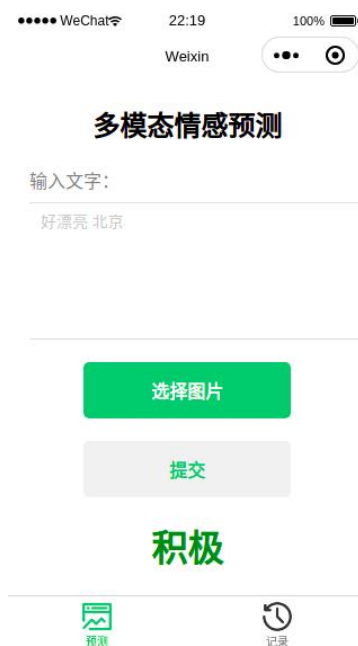 WeChat 22:19 100%
Weixin
多模态情感预测
输入文字：
好漂亮 北京
选择图片
提交
积极
预测 记录